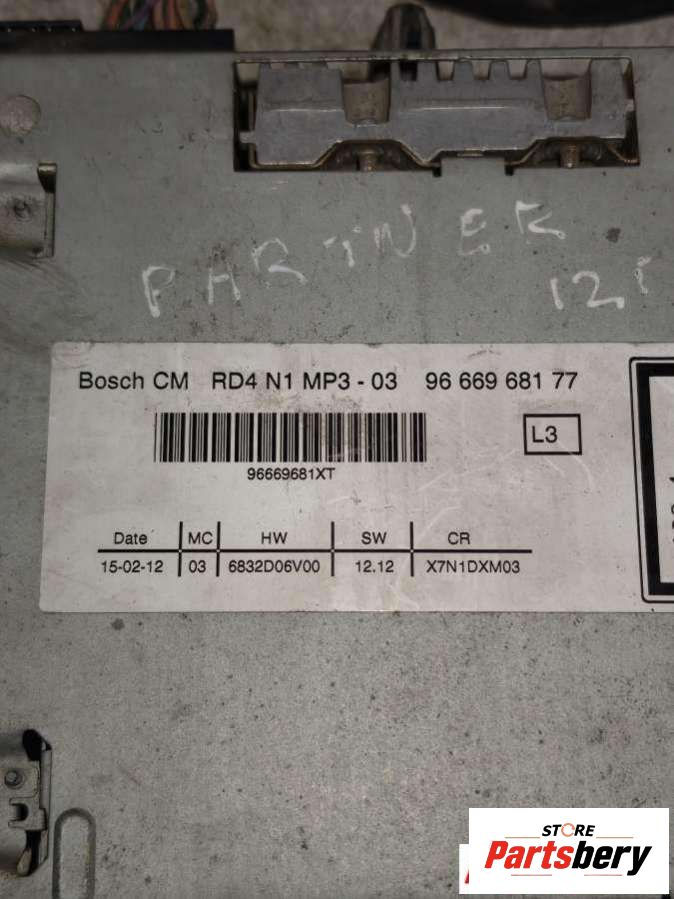 PARTNER
Bosch CM RD4 N1 MP3 - 03 96 669 681 77
L3
96669681XT
Date MC HW SW CR
15-02-12 03 6832D06V00 12.12 X7N1DXM03
STORE
Partsbery